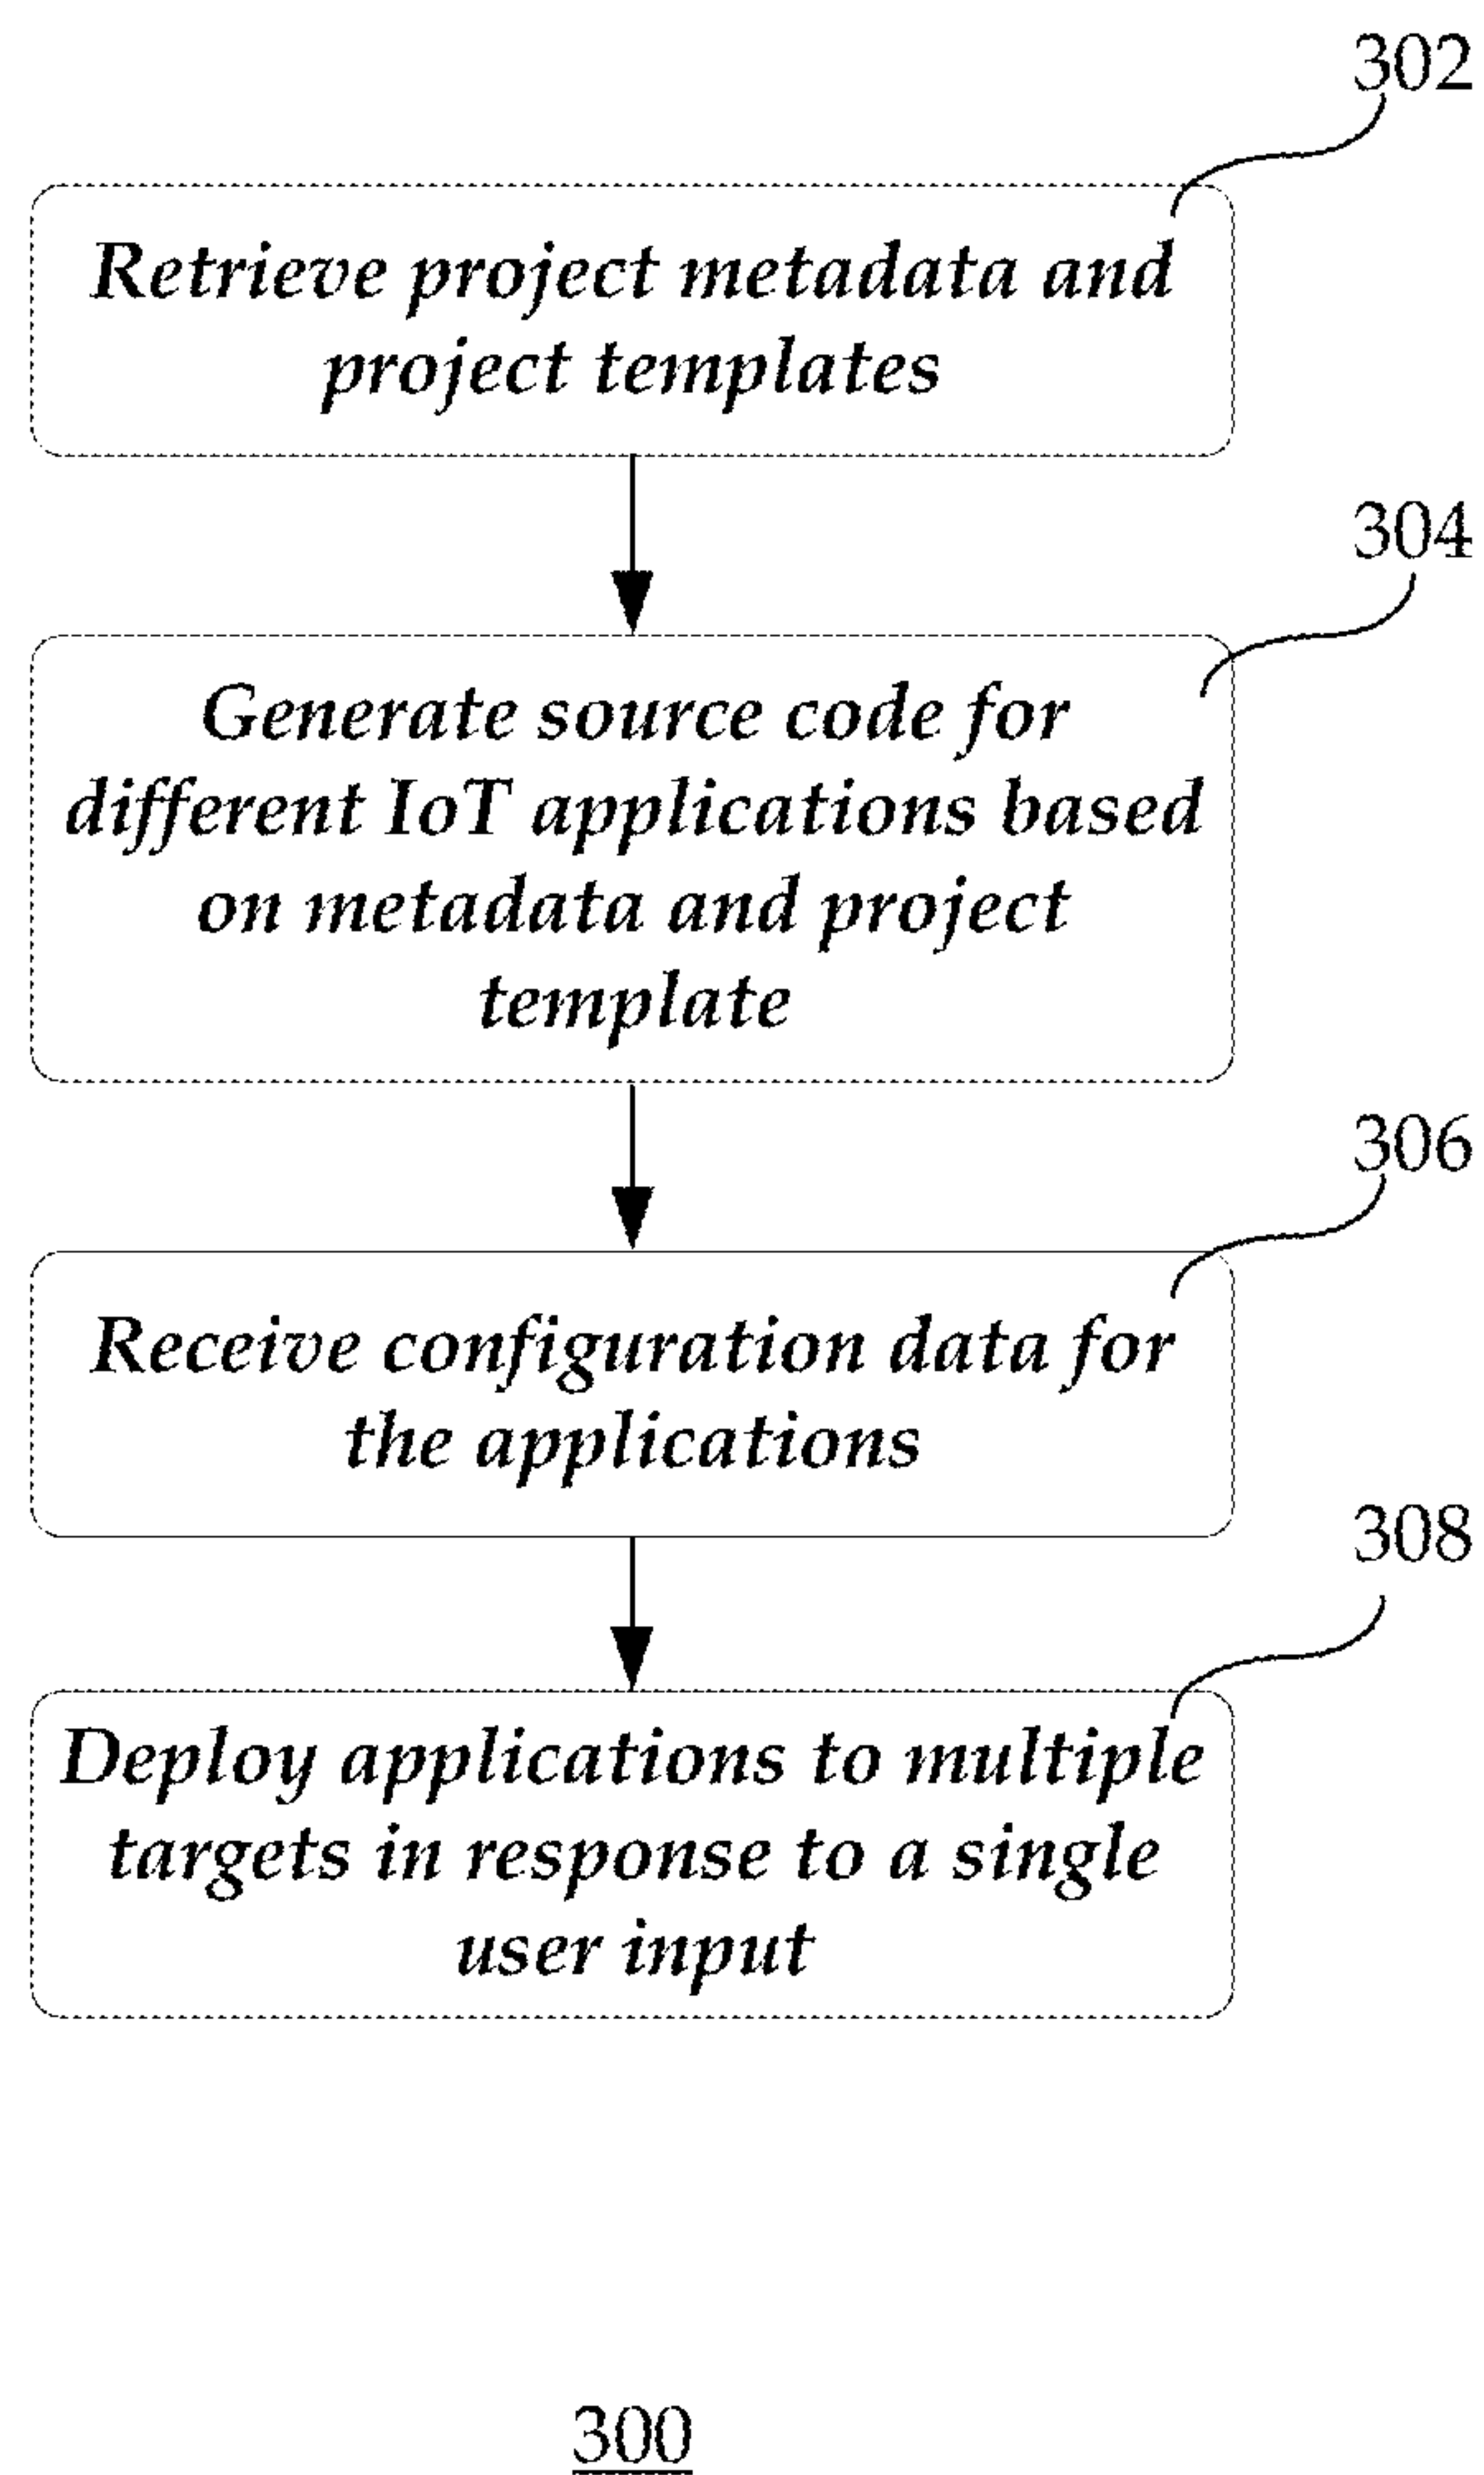 302
Retrieve project metadata and
project templates
304
Generate source code for
different IoT applications based
on metadata and project
template
306
Receive configuration data for
the applications
308
Deploy applications to multiple
targets in response to a single
user input
300